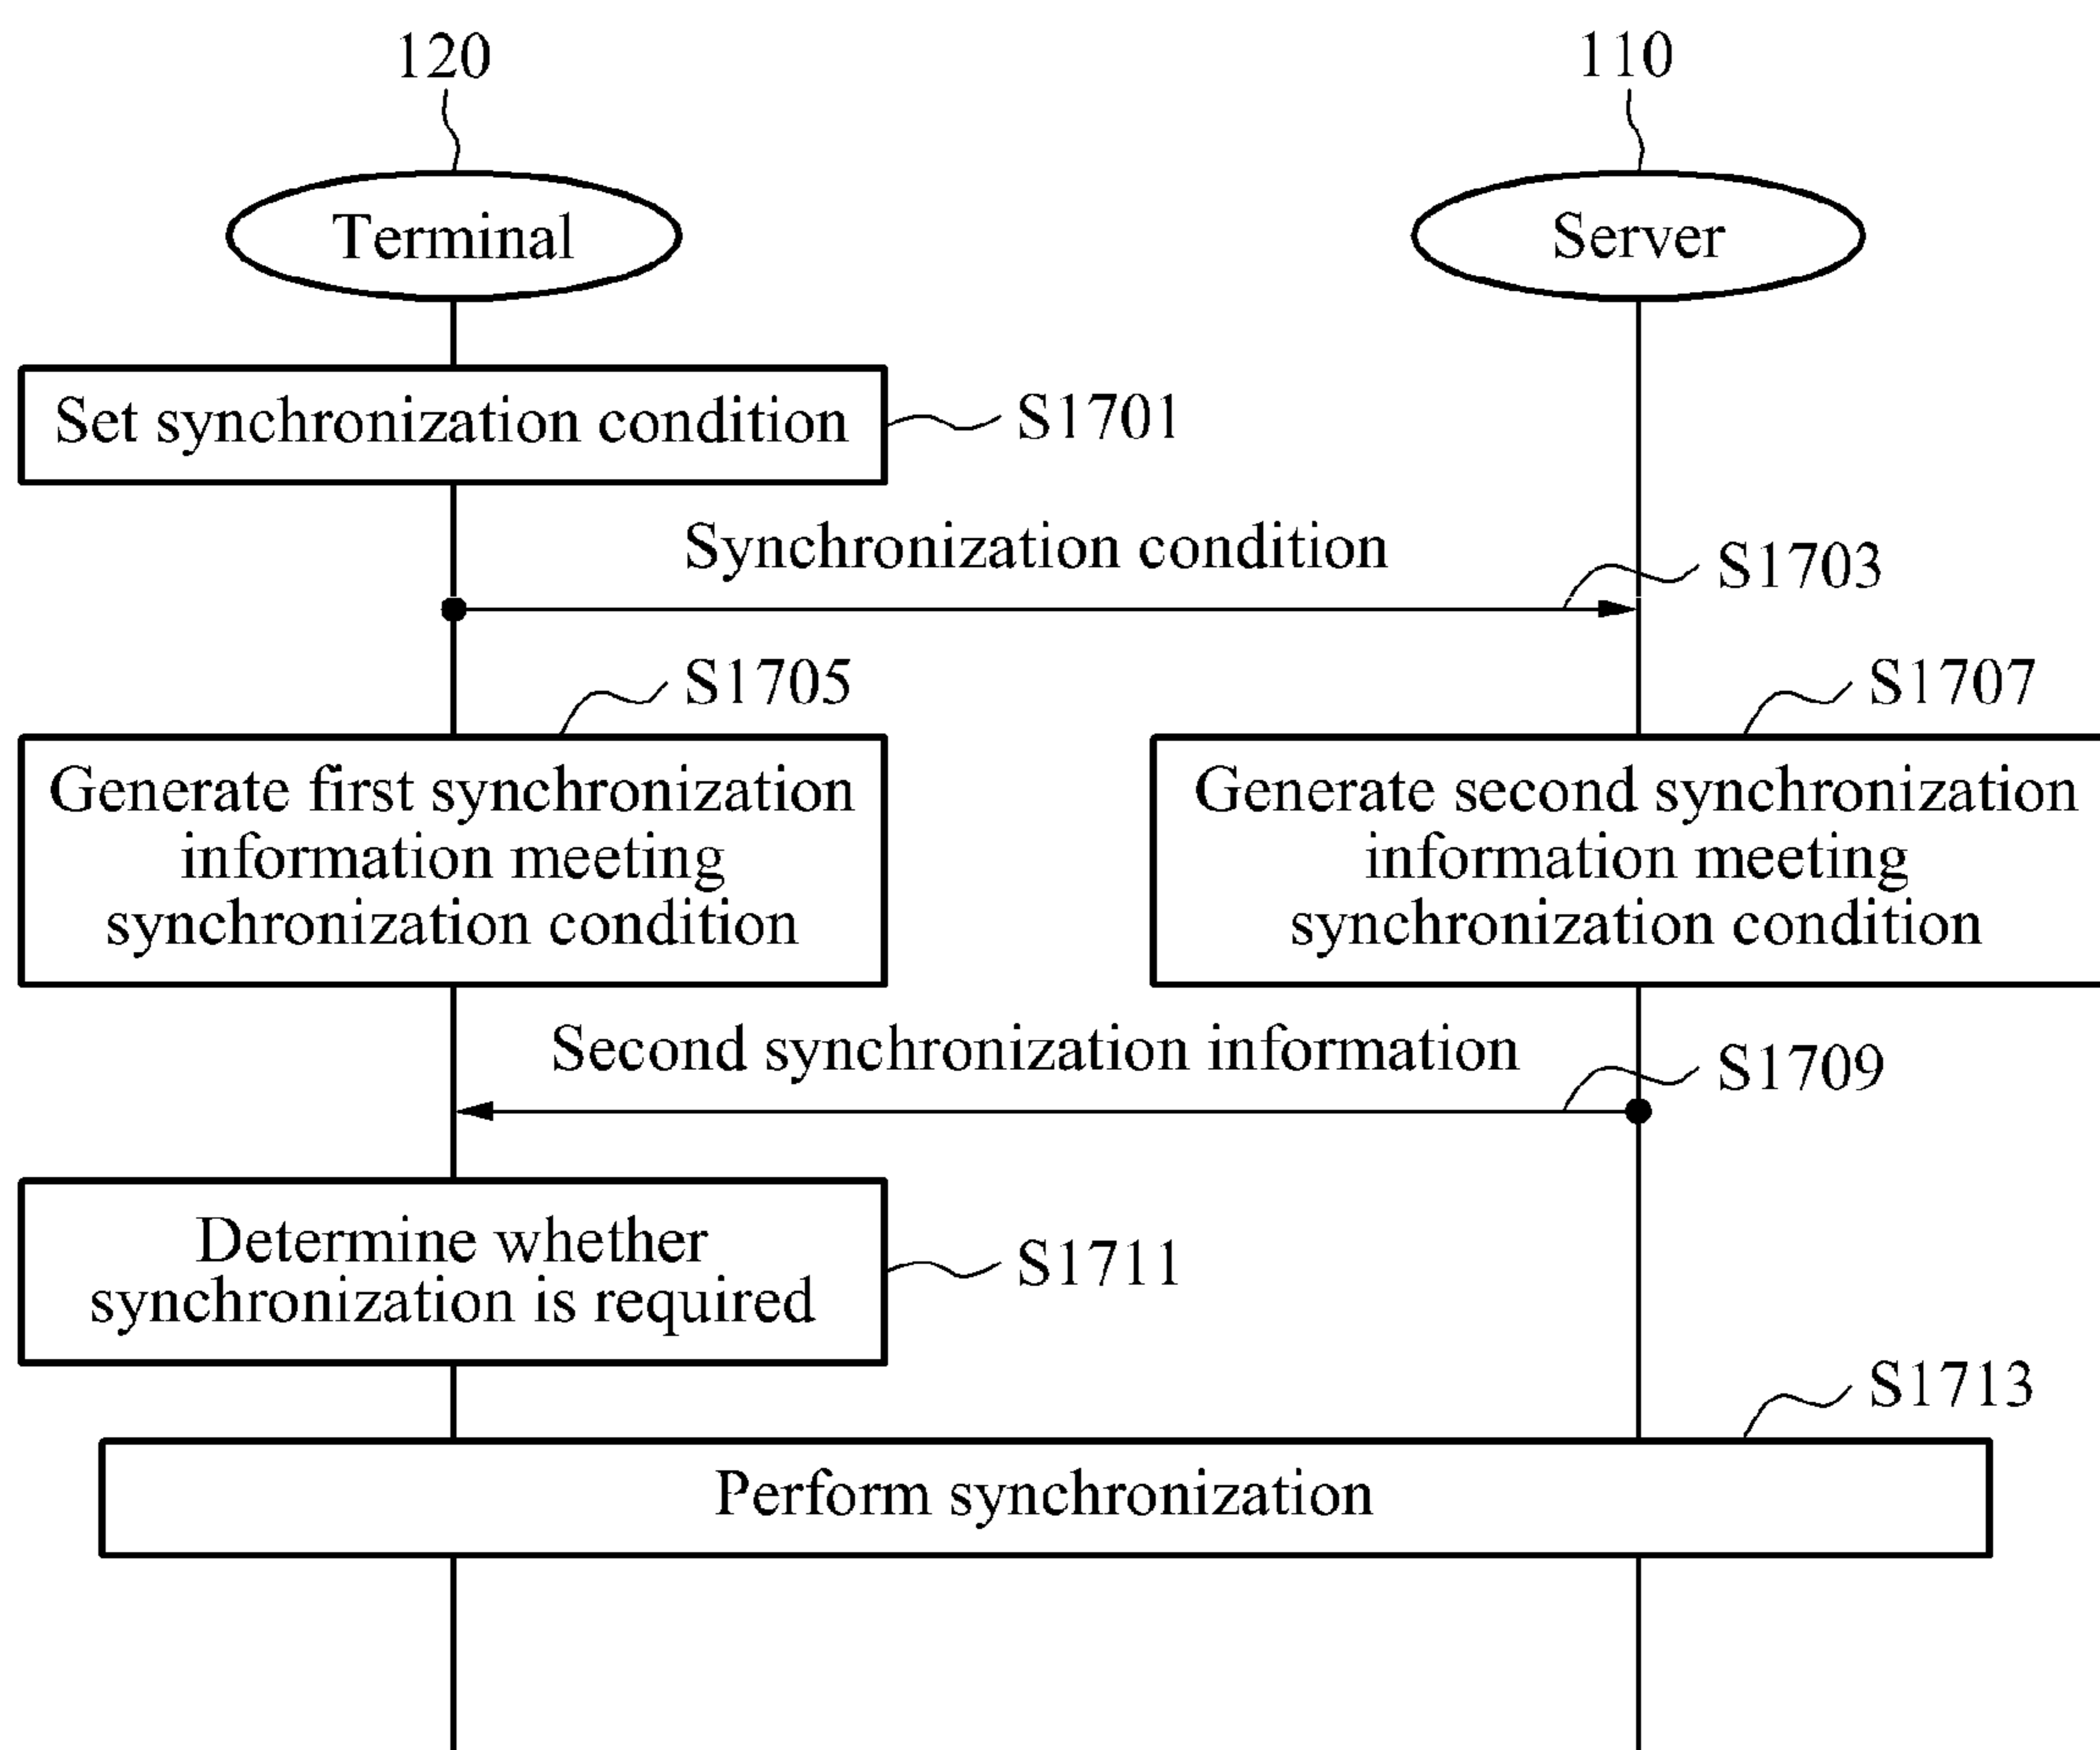 120
110
Terminal
Server
Set synchronization condition
S1701
Synchronization condition
S1703
S1705
S1707
Generate first synchronization
information meeting
synchronization condition
Generate second synchronization
information meeting
synchronization condition
Second synchronization information
S1709
Determine whether
synchronization is required
S1711
S1713
Perform synchronization